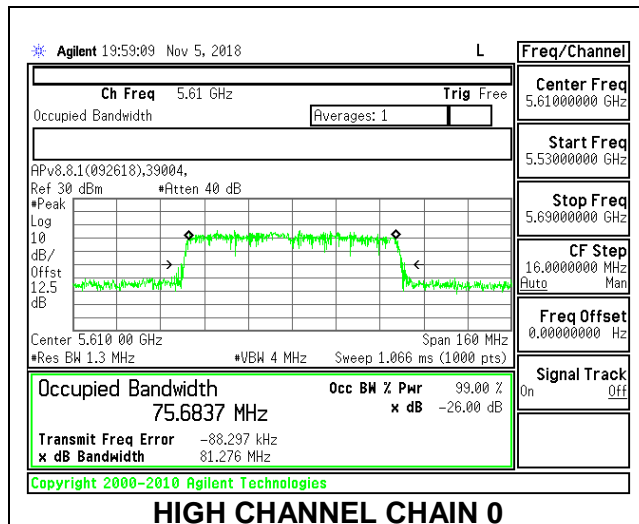 Agilent 19:59:09 Nov 5, 2018 L Freq/Channel
Ch Freq 5.61 GHz Trig Free
Occupied Bandwidth Averages: 1
Center Freq
5.61000000 GHz
Start Freq
5.53000000 GHz
Stop Freq
5.69000000 GHz
CF Step
16.0000000 MHz
Auto Man
Freq Offset
0.00000000 Hz
Signal Track
On Off
APv8.8.1(092618),39004,
Ref 30 dBm #Atten 40 dB
#Peak
Log
10
dB/
Offst
12.5
dB
Center 5.610 00 GHz Span 160 MHz
#Res BW 1.3 MHz #VBW 4 MHz Sweep 1.066 ms (1000 pts)
Occupied Bandwidth Occ BW % Pwr 99.00 %
75.6837 MHz x dB -26.00 dB
Transmit Freq Error -88.297 kHz
x dB Bandwidth 81.276 MHz
Copyright 2000-2010 Agilent Technologies
HIGH CHANNEL CHAIN 0